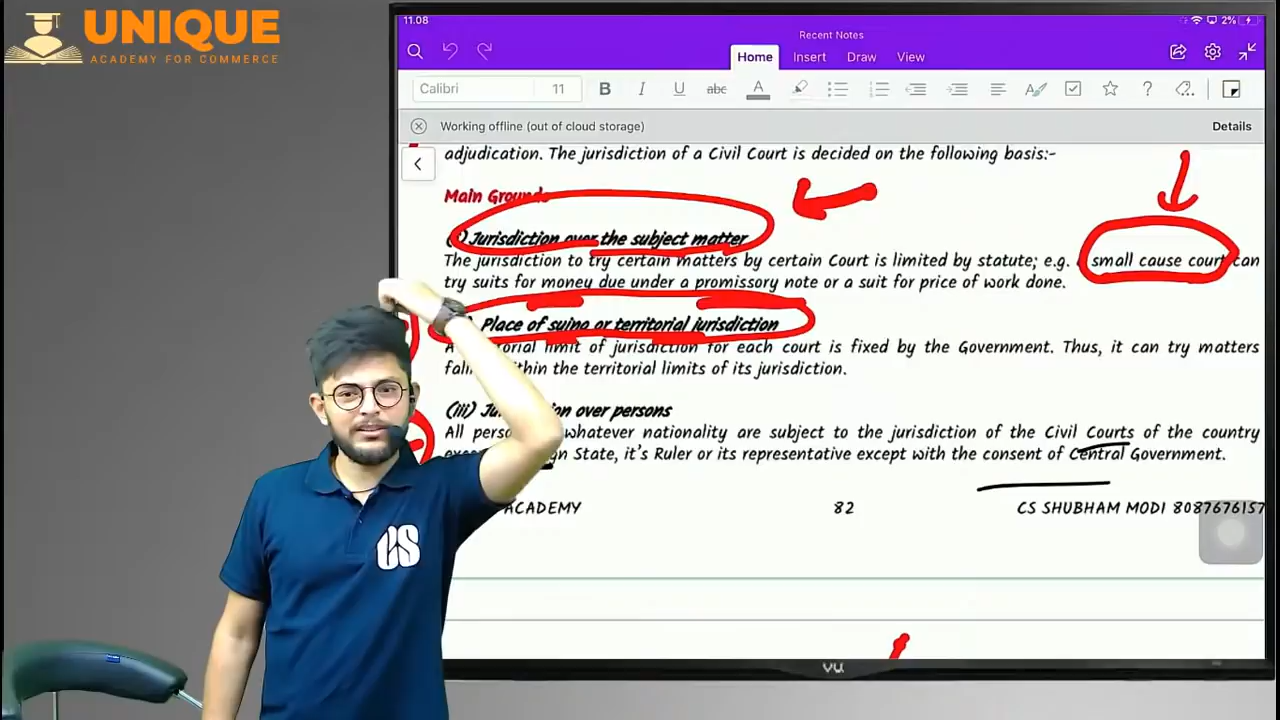 UNIQUE
ACADEMY FOR COMMERCE
11.08
2%
Recent Notes
Home Insert Draw View
Calibri 11 B I U abc A
Working offline (out of cloud storage) Details
adjudication. The jurisdiction of a Civil Court is decided on the following basis:-
Main Grounds
(i) Jurisdiction over the subject matter
The jurisdiction to try certain matters by certain Court is limited by statute; e.g. small cause court can
try suits for money due under a promissory note or a suit for price of work done.
Place of suing or territorial jurisdiction
limit of jurisdiction for each court is fixed by the Government. Thus, it can try matters
the territorial limits of its jurisdiction.
(iii) over persons
All whatever nationality are subject to the jurisdiction of the Civil Courts of the country
State, it's Ruler or its representative except with the consent of Central Government.
ACADEMY 82 CS SHUBHAM MODI 8087676157
CS
vu